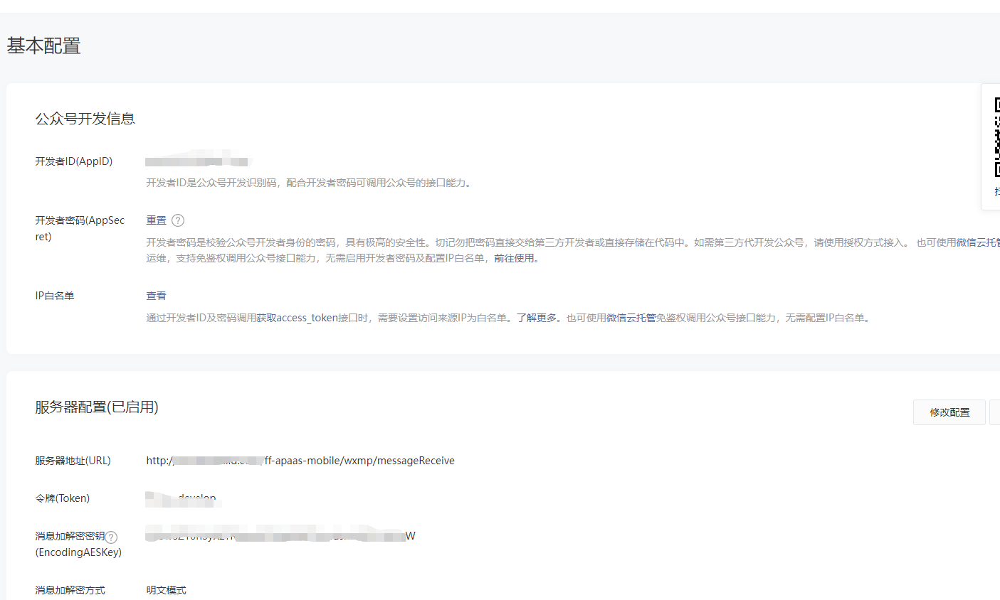 基本配置
公众号开发信息
开发者ID(AppID)
开发者ID是公众号开发识别码，配合开发者密码可调用公众号的接口能力。
开发者密码(AppSecret)
重置
开发者密码是校验公众号开发者身份的密码，具有极高的安全性。切记勿把密码直接交给第三方开发者或直接存储在代码中。如需第三方代开发公众号，请使用授权方式接入。 也可使用微信云托管
运维，支持免鉴权调用公众号接口能力，无需启用开发者密码及配置IP白名单，前往使用。
IP白名单 查看
通过开发者ID及密码调用获取access_token接口时，需要设置访问来源IP为白名单。了解更多。也可使用微信云托管免鉴权调用公众号接口能力，无需配置IP白名单。
服务器配置(已启用)
修改配置
服务器地址(URL) http:/ /ff-apaas-mobile/wxmp/messageReceive
令牌(Token)
消息加解密密钥
(EncodingAESKey) W
消息加解密方式 明文模式